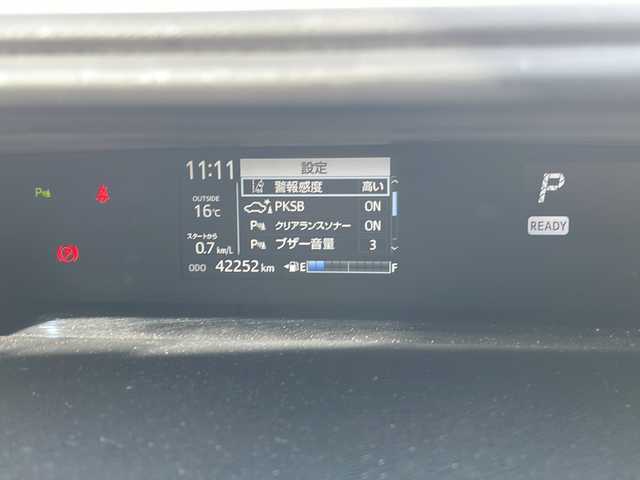 11:11
OUTSIDE
16℃
スタートから
0.7 km/L
ODO 42252 km
設定
警報感度 高い
PKSB ON
P クリアランスソナー ON
P ブザー音量 3
E F
P
P
READY